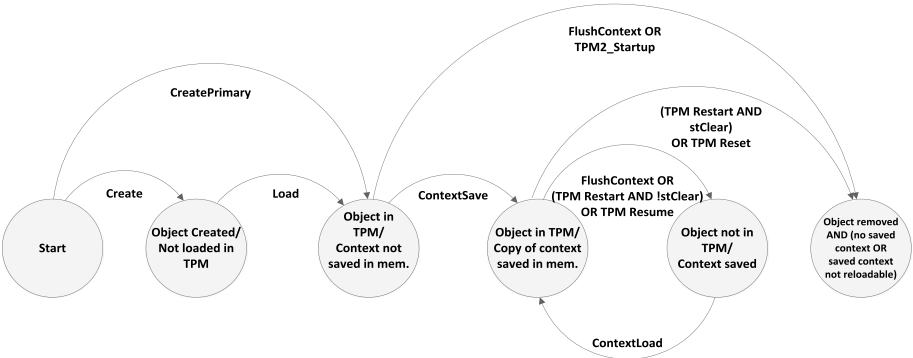 FlushContext OR
TPM2_Startup
CreatePrimary
(TPM Restart AND
stClear)
OR TPM Reset
Create
Load
ContextSave
FlushContext OR
(TPM Restart AND !stClear)
OR TPM Resume
Start
Object Created/
Not loaded in
TPM
Object in
TPM/
Context not
saved in mem.
Object in TPM/
Copy of context
saved in mem.
Object not in
TPM/
Context saved
Object removed
AND (no saved
context OR
saved context
not reloadable)
ContextLoad